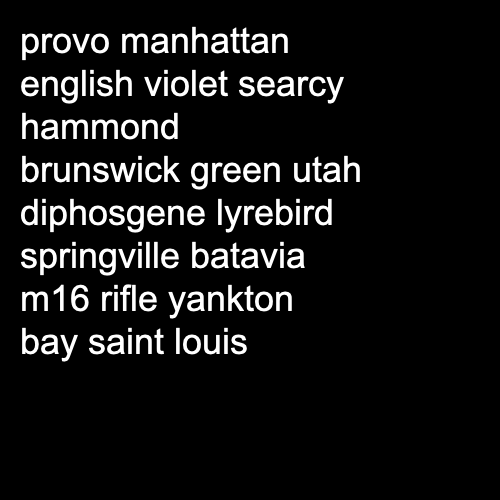 provo manhattan
english violet searcy
hammond
brunswick green utah
diphosgene lyrebird
springville batavia
m16 rifle yankton
bay saint louis